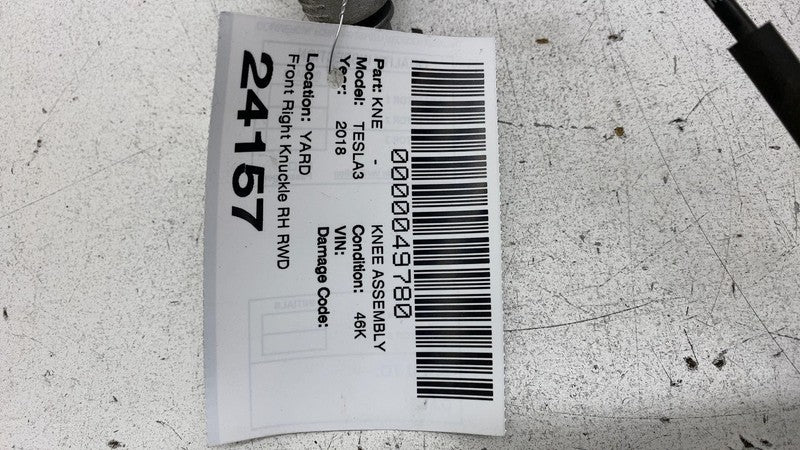 0000049780
Part: KNE - KNEE ASSEMBLY
Model: TESLA3 Condition: 46K
Year: 2018 VIN:
Damage Code:
Location: YARD
Front Right Knuckle RH RWD
24157